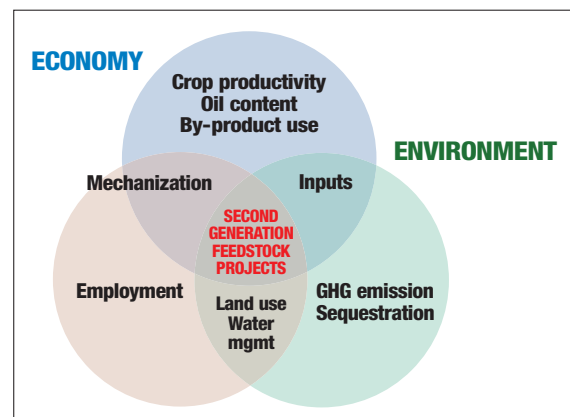 ECONOMY
Crop productivity
Oil content
By-product use
ENVIRONMENT
Mechanization
Inputs
SECOND
GENERATION
FEEDSTOCK
PROJECTS
Employment
Land use
Water
mgmt
GHG emission
Sequestration